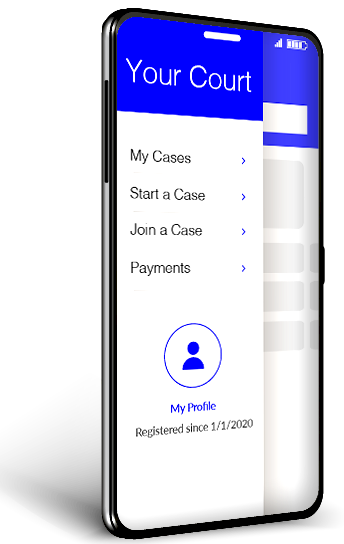 Your Court
My Cases
Start a Case
Join a Case
Payments
My Profile
Registered since 1/1/2020